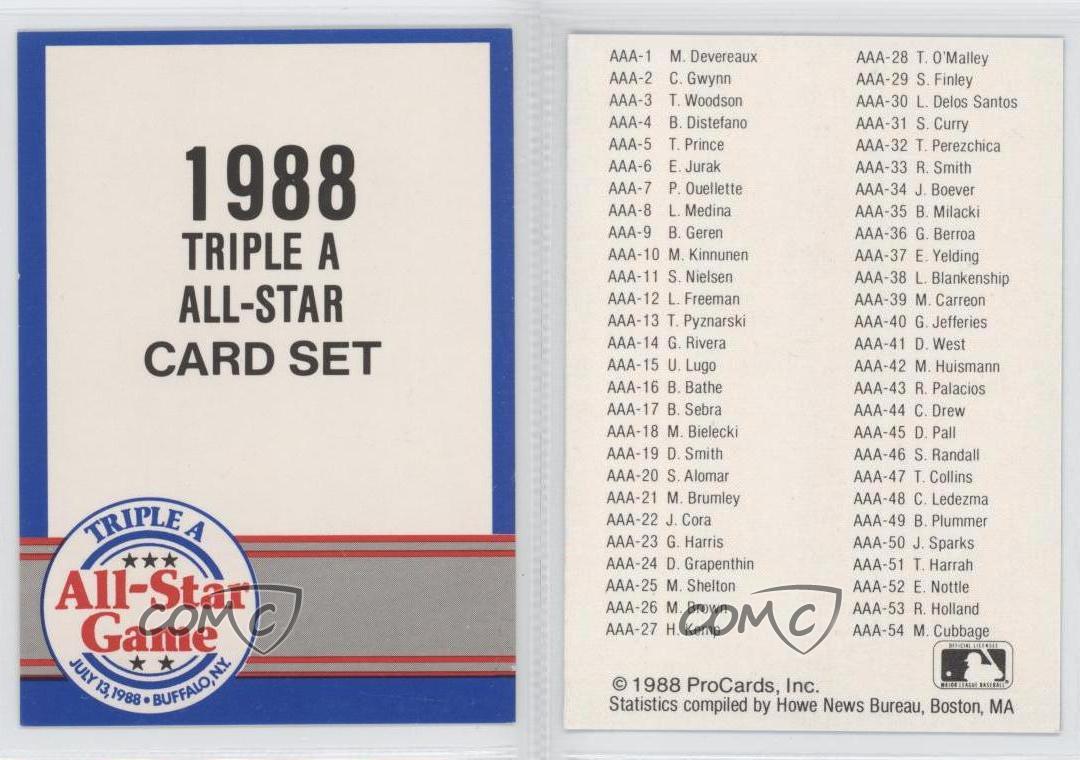 1988
TRIPLE A
ALL-STAR
CARD SET
TRIPLE A
All-Star
Game
JULY 13, 1988 • BUFFALO, N.Y.
COMC
AAA-1 M. Devereaux
AAA-2 C. Gwynn
AAA-3 T. Woodson
AAA-4 B. Distefano
AAA-5 T. Prince
AAA-6 E. Jurak
AAA-7 P. Ouellette
AAA-8 L. Medina
AAA-9 B. Geren
AAA-10 M. Kinnunen
AAA-11 S. Nielsen
AAA-12 L. Freeman
AAA-13 T. Pyznarski
AAA-14 G. Rivera
AAA-15 U. Lugo
AAA-16 B. Bathe
AAA-17 B. Sebra
AAA-18 M. Bielecki
AAA-19 D. Smith
AAA-20 S. Alomar
AAA-21 M. Brumley
AAA-22 J. Cora
AAA-23 G. Harris
AAA-24 D. Grapenthin
AAA-25 M. Shelton
AAA-26 M. Brown
AAA-27 H. Kemp
AAA-28 T. O'Malley
AAA-29 S. Finley
AAA-30 L. Delos Santos
AAA-31 S. Curry
AAA-32 T. Perezchica
AAA-33 R. Smith
AAA-34 J. Boever
AAA-35 B. Milacki
AAA-36 G. Berroa
AAA-37 E. Yelding
AAA-38 L. Blankenship
AAA-39 M. Carreon
AAA-40 G. Jefferies
AAA-41 D. West
AAA-42 M. Huismann
AAA-43 R. Palacios
AAA-44 C. Drew
AAA-45 D. Pall
AAA-46 S. Randall
AAA-47 T. Collins
AAA-48 C. Ledezma
AAA-49 B. Plummer
AAA-50 J. Sparks
AAA-51 T. Harrah
AAA-52 E. Nottle
AAA-53 R. Holland
AAA-54 M. Cubbage
COMC
OFFICIAL LICENSEE
MAJOR LEAGUE BASEBALL
© 1988 ProCards, Inc.
Statistics compiled by Howe News Bureau, Boston, MA